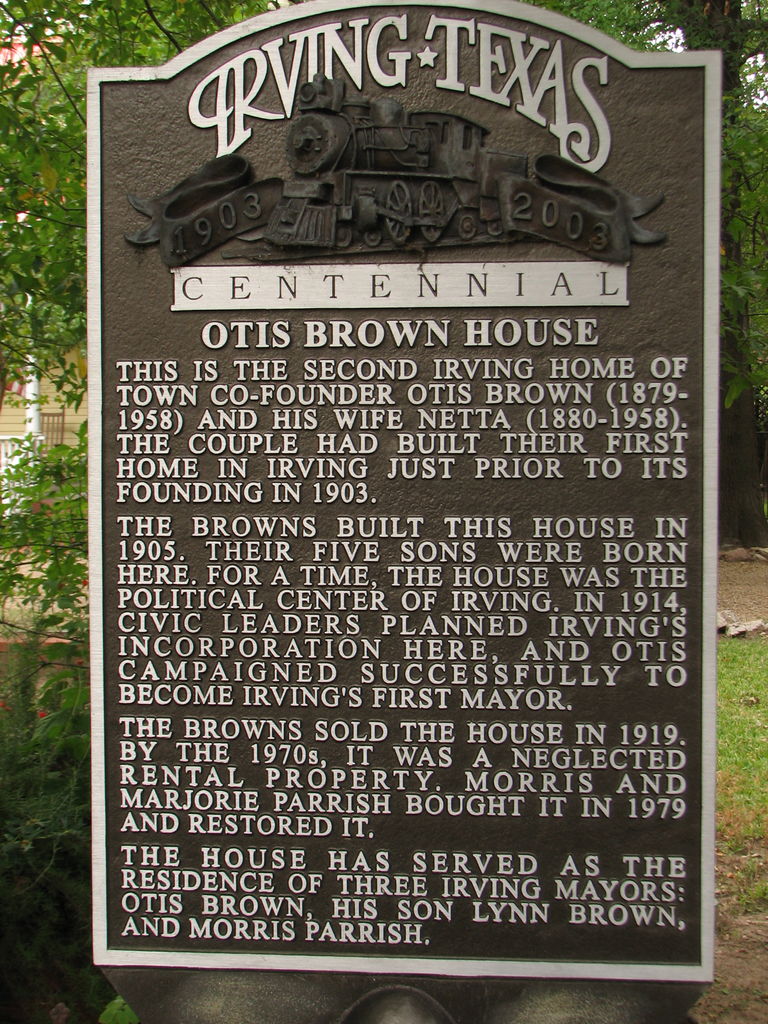 IRVING ★ TEXAS
1903 2003
CENTENNIAL
OTIS BROWN HOUSE
THIS IS THE SECOND IRVING HOME OF
TOWN CO-FOUNDER OTIS BROWN (1879-
1958) AND HIS WIFE NETTA (1880-1958).
THE COUPLE HAD BUILT THEIR FIRST
HOME IN IRVING JUST PRIOR TO ITS
FOUNDING IN 1903.
THE BROWNS BUILT THIS HOUSE IN
1905. THEIR FIVE SONS WERE BORN
HERE. FOR A TIME, THE HOUSE WAS THE
POLITICAL CENTER OF IRVING. IN 1914,
CIVIC LEADERS PLANNED IRVING'S
INCORPORATION HERE, AND OTIS
CAMPAIGNED SUCCESSFULLY TO
BECOME IRVING'S FIRST MAYOR.
THE BROWNS SOLD THE HOUSE IN 1919.
BY THE 1970s, IT WAS A NEGLECTED
RENTAL PROPERTY. MORRIS AND
MARJORIE PARRISH BOUGHT IT IN 1979
AND RESTORED IT.
THE HOUSE HAS SERVED AS THE
RESIDENCE OF THREE IRVING MAYORS:
OTIS BROWN, HIS SON LYNN BROWN,
AND MORRIS PARRISH.